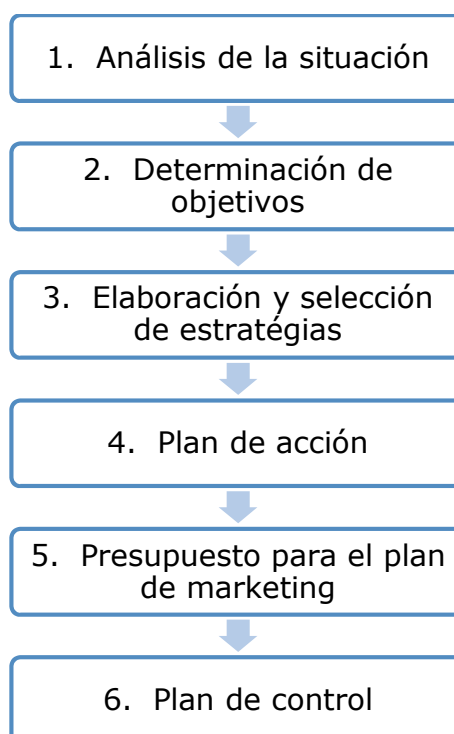 1. Análisis de la situación
2. Determinación de
objetivos
3. Elaboración y selección
de estratégias
4. Plan de acción
5. Presupuesto para el plan
de marketing
6. Plan de control